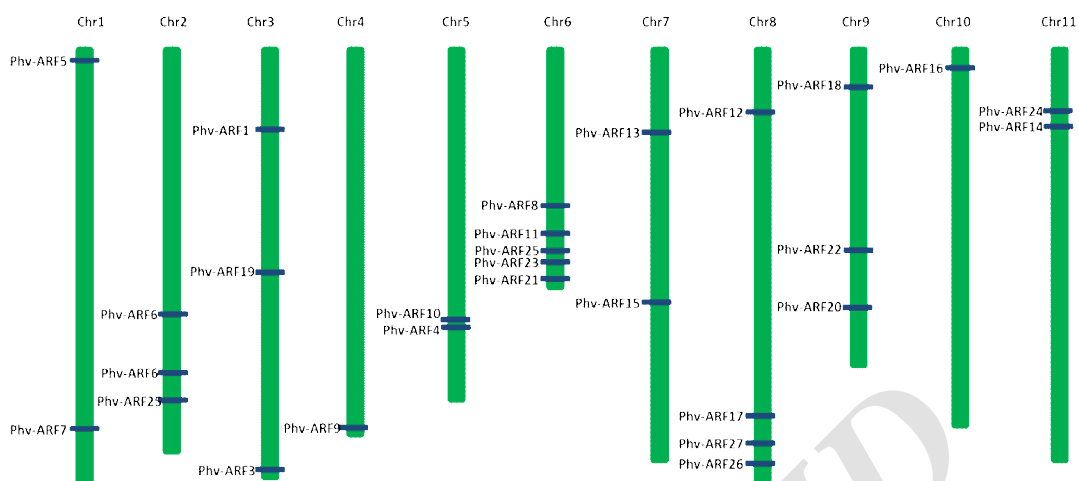 Chr1 Chr2 Chr3 Chr4 Chr5 Chr6 Chr7 Chr8 Chr9 Chr10 Chr11
Phv-ARF5
Phv-ARF7
Phv-ARF6
Phv-ARF6
Phv-ARF25
Phv-ARF1
Phv-ARF19
Phv-ARF3
Phv-ARF9
Phv-ARF10
Phv-ARF4
Phv-ARF8
Phv-ARF11
Phv-ARF25
Phv-ARF23
Phv-ARF21
Phv-ARF13
Phv-ARF15
Phv-ARF12
Phv-ARF17
Phv-ARF27
Phv-ARF26
Phv-ARF18
Phv-ARF22
Phv-ARF20
Phv-ARF16
Phv-ARF24
Phv-ARF14